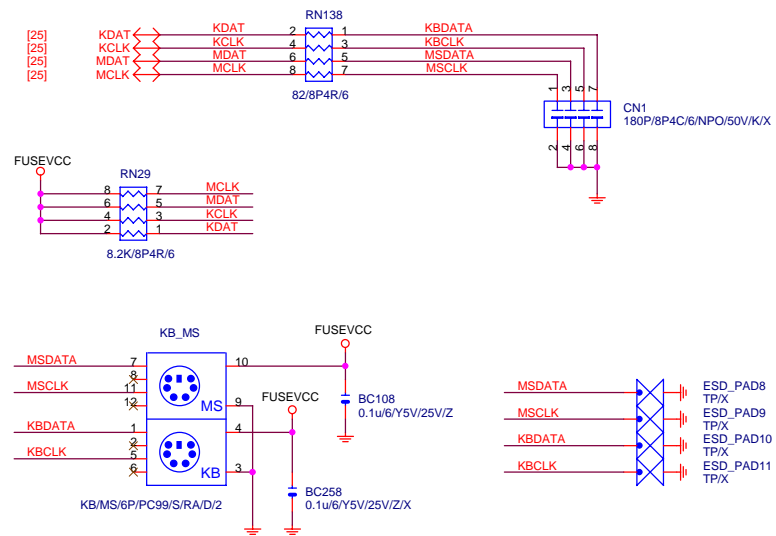 RN138
[25] KDAT KDAT 2 1 KBDATA
[25] KCLK KCLK 4 3 KBCLK
[25] MDAT MDAT 6 5 MSDATA
[25] MCLK MCLK 8 7 MSCLK
82/8P4R/6
1 3 5 7
CN1
180P/8P4C/6/NPO/50V/K/X
2 4 6 8
FUSEVCC
RN29
8 7 MCLK
6 5 MDAT
4 3 KCLK
2 1 KDAT
8.2K/8P4R/6
KB_MS
FUSEVCC
MSDATA 7 10
8
MSCLK 11
12 MS 9
FUSEVCC
BC108
0.1u/6/Y5V/25V/Z
KBDATA 1 4
2
KBCLK 5
6 KB 3
KB/MS/6P/PC99/S/RA/D/2
BC258
0.1u/6/Y5V/25V/Z/X
MSDATA ESD_PAD8
TP/X
MSCLK ESD_PAD9
TP/X
KBDATA ESD_PAD10
TP/X
KBCLK ESD_PAD11
TP/X